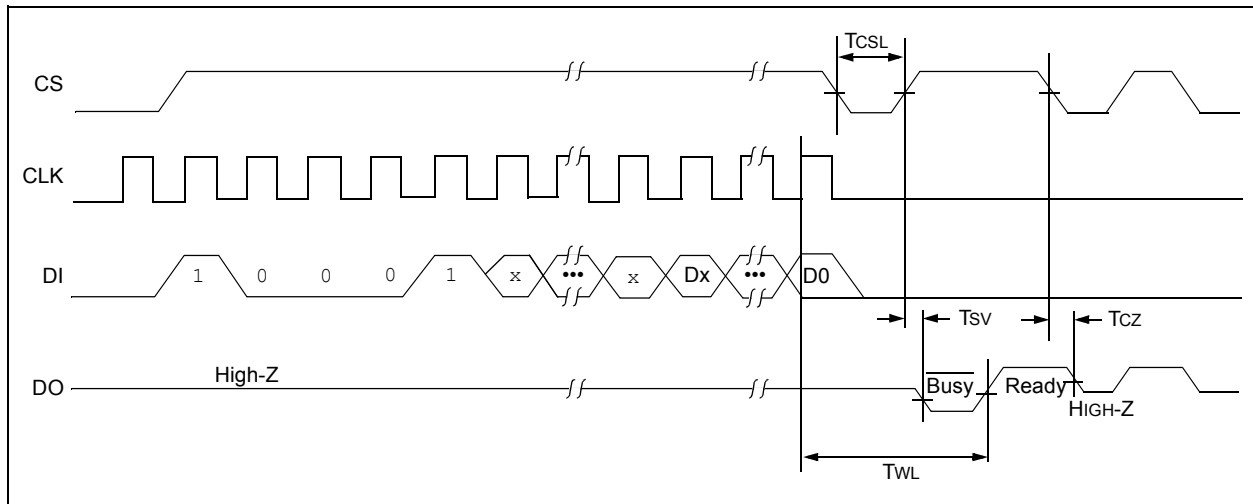 TCSL
CS
CLK
DI 1 0 0 0 1 x ••• x Dx ••• D0
TSV TCZ
High-Z
DO Busy Ready
HIGH-Z
TWL